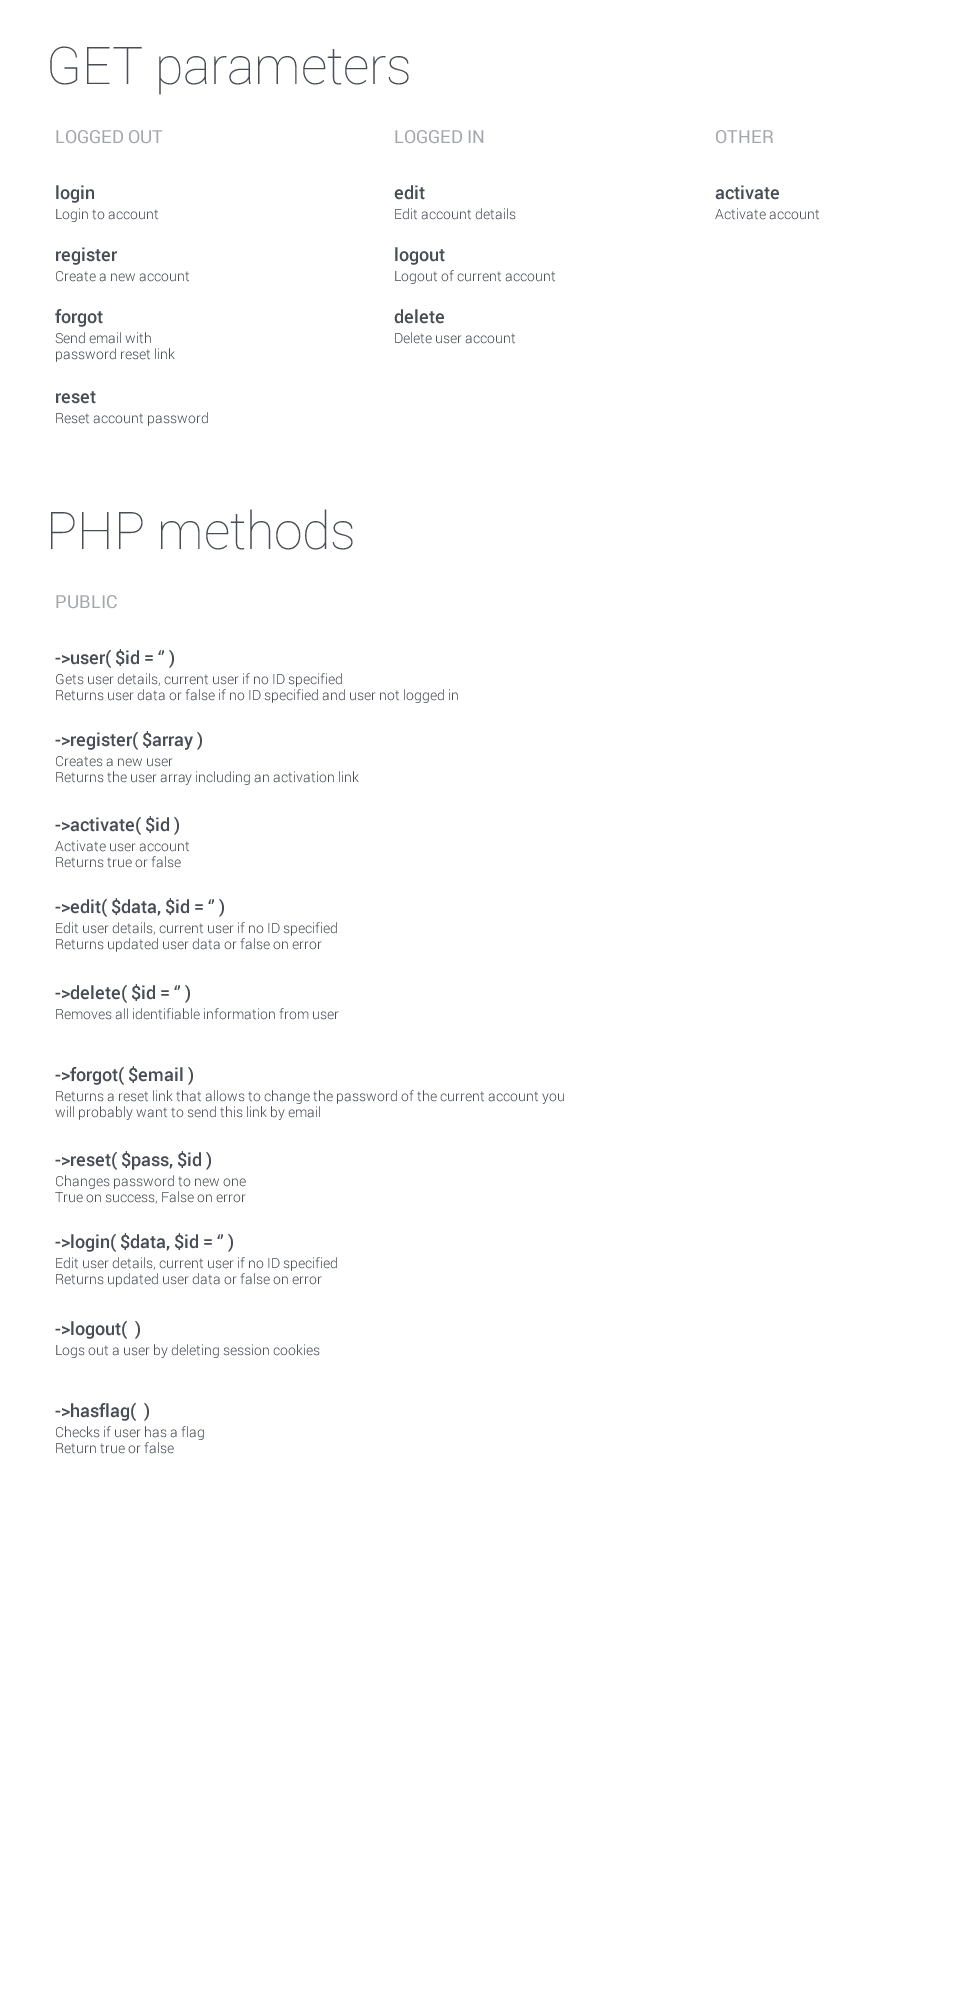 GET parameters
LOGGED OUT
login
Login to account
register
Create a new account
forgot
Send email with
password reset link
reset
Reset account password
LOGGED IN
edit
Edit account details
logout
Logout of current account
delete
Delete user account
OTHER
activate
Activate account
PHP methods
PUBLIC
->user( $id = ‘’ )
Gets user details, current user if no ID specified
Returns user data or false if no ID specified and user not logged in
->register( $array )
Creates a new user
Returns the user array including an activation link
->activate( $id )
Activate user account
Returns true or false
->edit( $data, $id = ‘’ )
Edit user details, current user if no ID specified
Returns updated user data or false on error
->delete( $id = ‘’ )
Removes all identifiable information from user
->forgot( $email )
Returns a reset link that allows to change the password of the current account you
will probably want to send this link by email
->reset( $pass, $id )
Changes password to new one
True on success, False on error
->login( $data, $id = ‘’ )
Edit user details, current user if no ID specified
Returns updated user data or false on error
->logout(  )
Logs out a user by deleting session cookies
->hasflag(  )
Checks if user has a flag
Return true or false